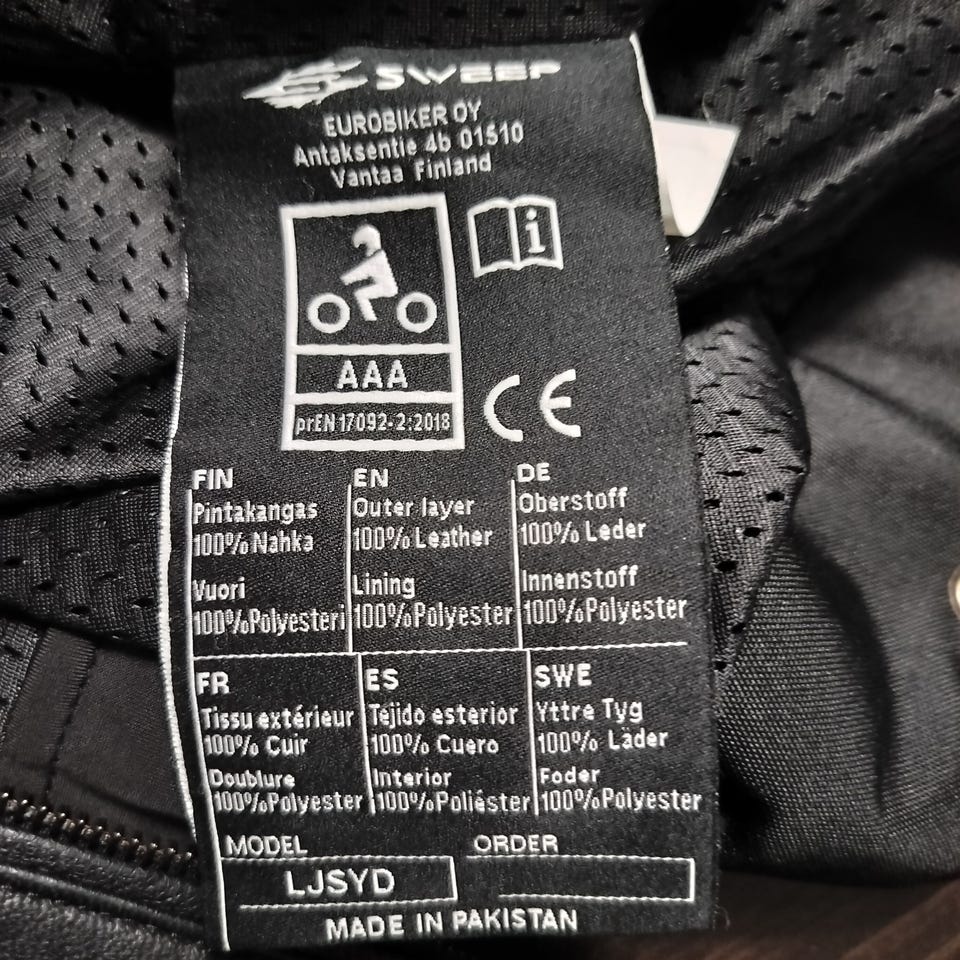 SWEEP
EUROBIKER OY
Antaksentie 4b 01510
Vantaa Finland
i
AAA
prEN 17092-2:2018
CE
FIN
Pintakangas
100% Nahka
Vuori
100%Polyesteri
EN
Outer layer
100% Leather
Lining
100%Polyester
DE
Oberstoff
100% Leder
Innenstoff
100%Polyester
FR
Tissu extérieur
100% Cuir
Doublure
100%Polyester
ES
Tejido esterior
100% Cuero
Interior
100%Poliéster
SWE
Yttre Tyg
100% Läder
Foder
100%Polyester
MODEL
LJSYD
ORDER
MADE IN PAKISTAN